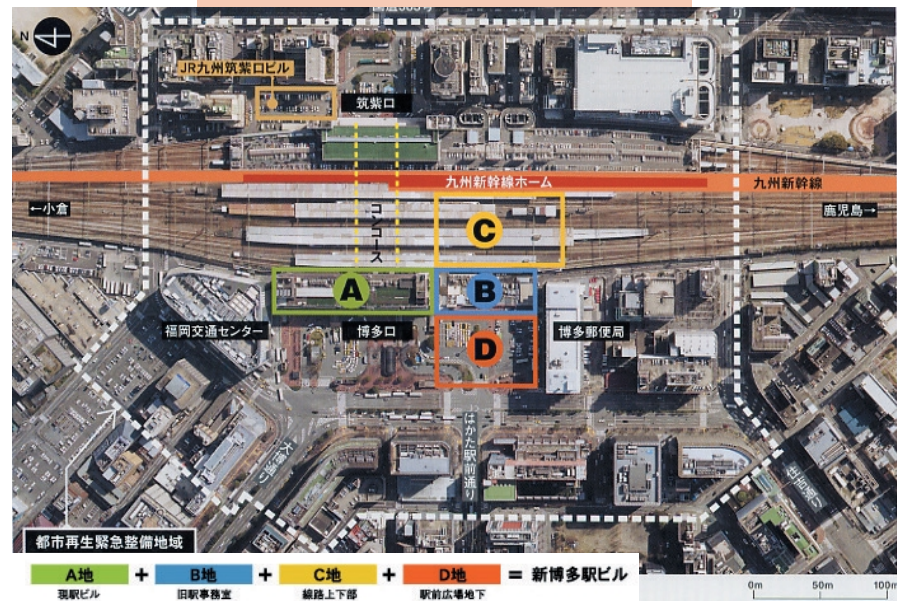 N
JR九州筑紫口ビル
筑紫口
九州新幹線ホーム
九州新幹線
←小倉
鹿児島→
コンコース
C
A
B
福岡交通センター
博多口
D
博多郵便局
はかた駅前通り
大博通り
住吉通り
都市再生緊急整備地域
A地 + B地 + C地 + D地 = 新博多駅ビル
現駅ビル 旧駅事務室 線路上下部 駅前広場地下
0m 50m 100m